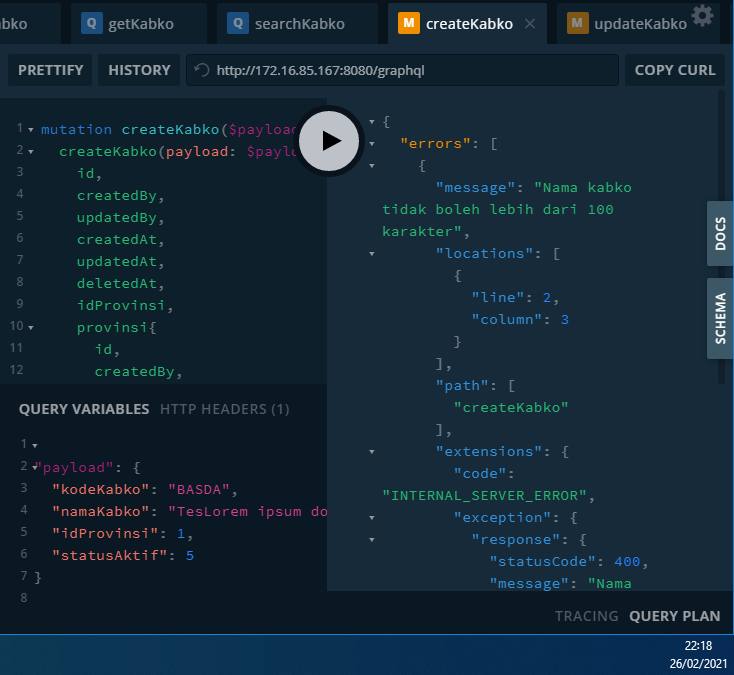 bko
Q getKabko
Q searchKabko
M createKabko ×
M updateKabko
PRETTIFY
HISTORY
http://172.16.85.167:8080/graphql
COPY CURL
1 mutation createKabko($payload
2 createKabko(payload: $paylo
3 id,
4 createdBy,
5 updatedBy,
6 createdAt,
7 updatedAt,
8 deletedAt,
9 idProvinsi,
10 provinsi{
11 id,
12 createdBy,
QUERY VARIABLES HTTP HEADERS (1)
1
2 "payload": {
3 "kodeKabko": "BASDA",
4 "namaKabko": "TesLorem ipsum do
5 "idProvinsi": 1,
6 "statusAktif": 5
7 }
8
{
"errors": [
{
"message": "Nama kabko
tidak boleh lebih dari 100
karakter",
"locations": [
{
"line": 2,
"column": 3
}
],
"path": [
"createKabko"
],
"extensions": {
"code":
"INTERNAL_SERVER_ERROR",
"exception": {
"response": {
"statusCode": 400,
"message": "Nama
DOCS
SCHEMA
TRACING QUERY PLAN
22:18
26/02/2021